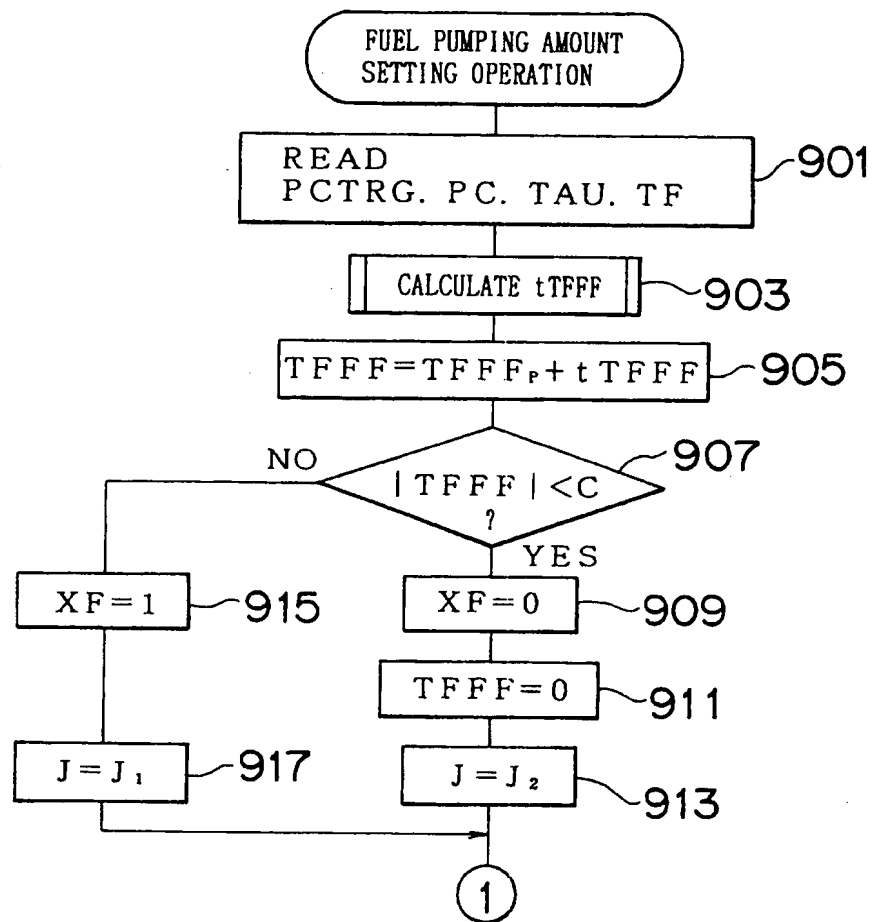 FUEL PUMPING AMOUNT
SETTING OPERATION
READ
PCTRG. PC. TAU. TF
901
CALCULATE tTFFF
903
TFFF=TFFFP+tTFFF
905
907
NO
|TFFF|<C
?
YES
XF=1
915
XF=0
909
TFFF=0
911
J=J1
917
J=J2
913
1